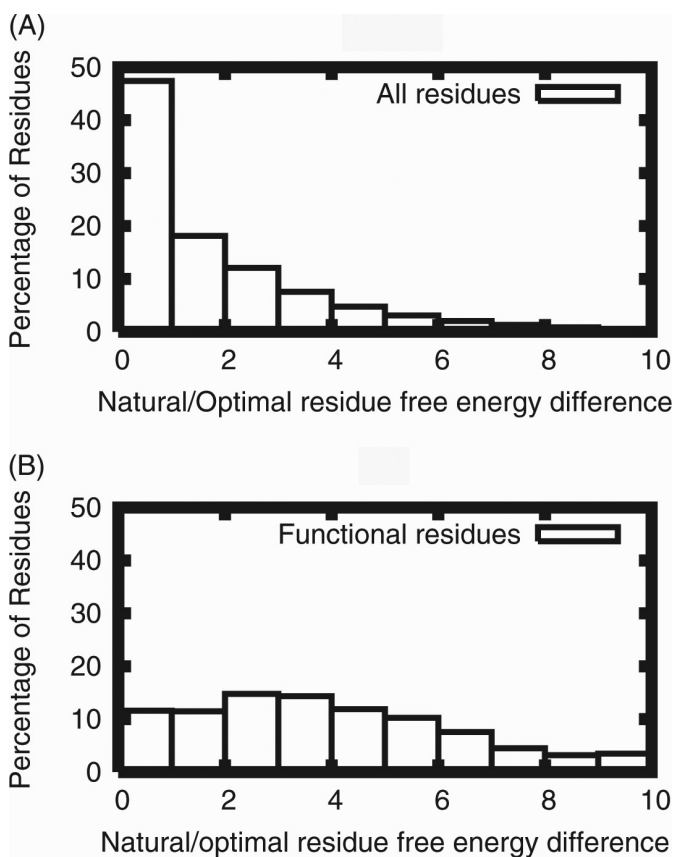 (A)
Percentage of Residues
50
40
30
20
10
0
All residues
0 2 4 6 8 10
Natural/Optimal residue free energy difference
(B)
Percentage of Residues
50
40
30
20
10
0
Functional residues
0 2 4 6 8 10
Natural/optimal residue free energy difference